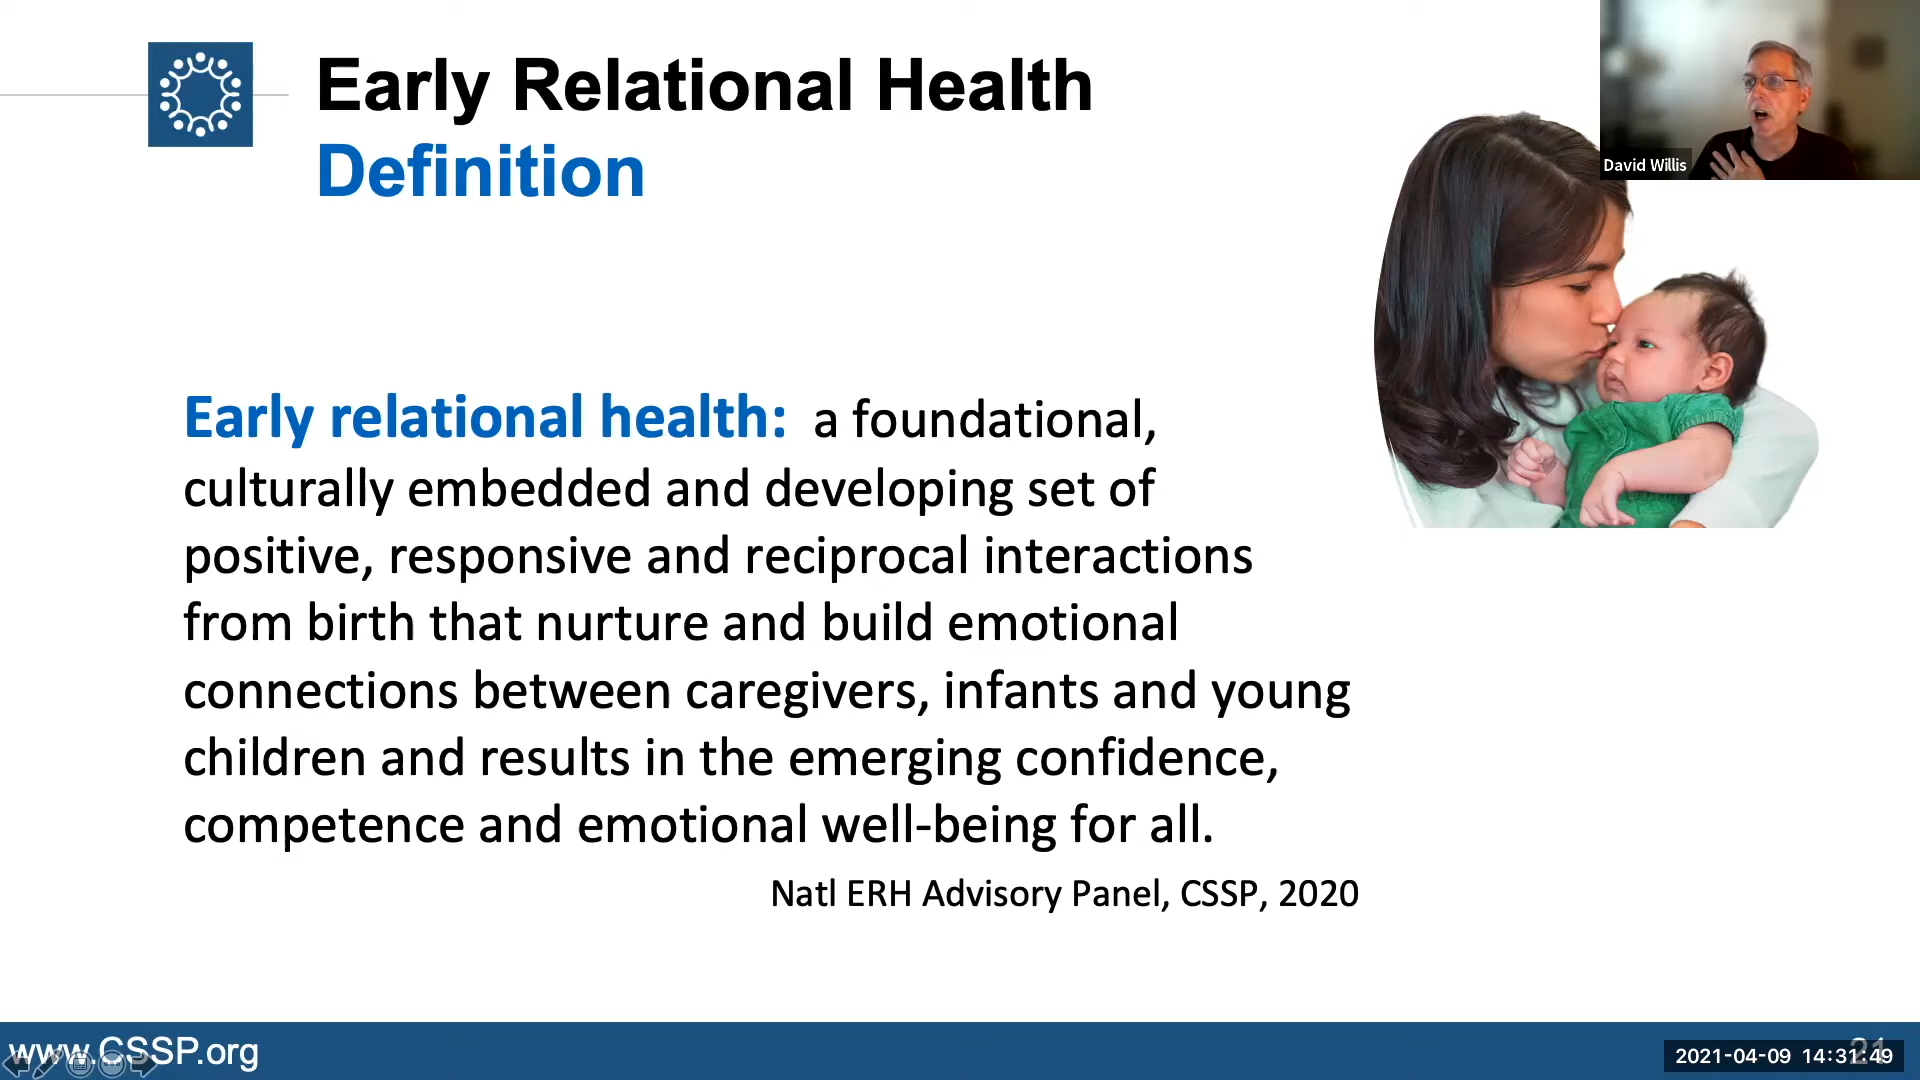 Early Relational Health
Definition
David Willis
Early relational health: a foundational,
culturally embedded and developing set of
positive, responsive and reciprocal interactions
from birth that nurture and build emotional
connections between caregivers, infants and young
children and results in the emerging confidence,
competence and emotional well-being for all.
Natl ERH Advisory Panel, CSSP, 2020
www.CSSP.org
21
2021-04-09 14:31:49